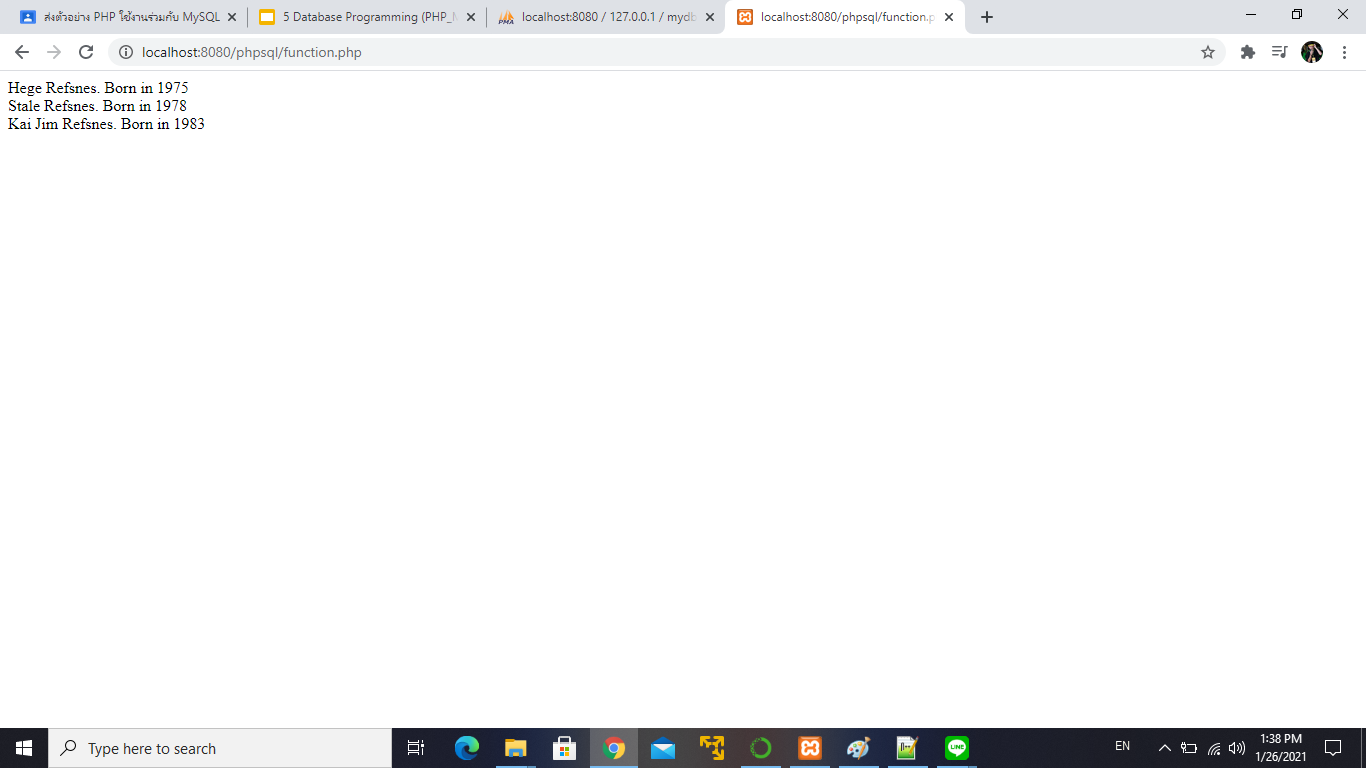 ส่งตัวอย่าง PHP ใช้งานร่วมกับ MySQL
5 Database Programming (PHP_M
localhost:8080 / 127.0.0.1 / mydb
localhost:8080/phpsql/function.p
localhost:8080/phpsql/function.php
Hege Refsnes. Born in 1975
Stale Refsnes. Born in 1978
Kai Jim Refsnes. Born in 1983
Type here to search
EN
1:38 PM
1/26/2021